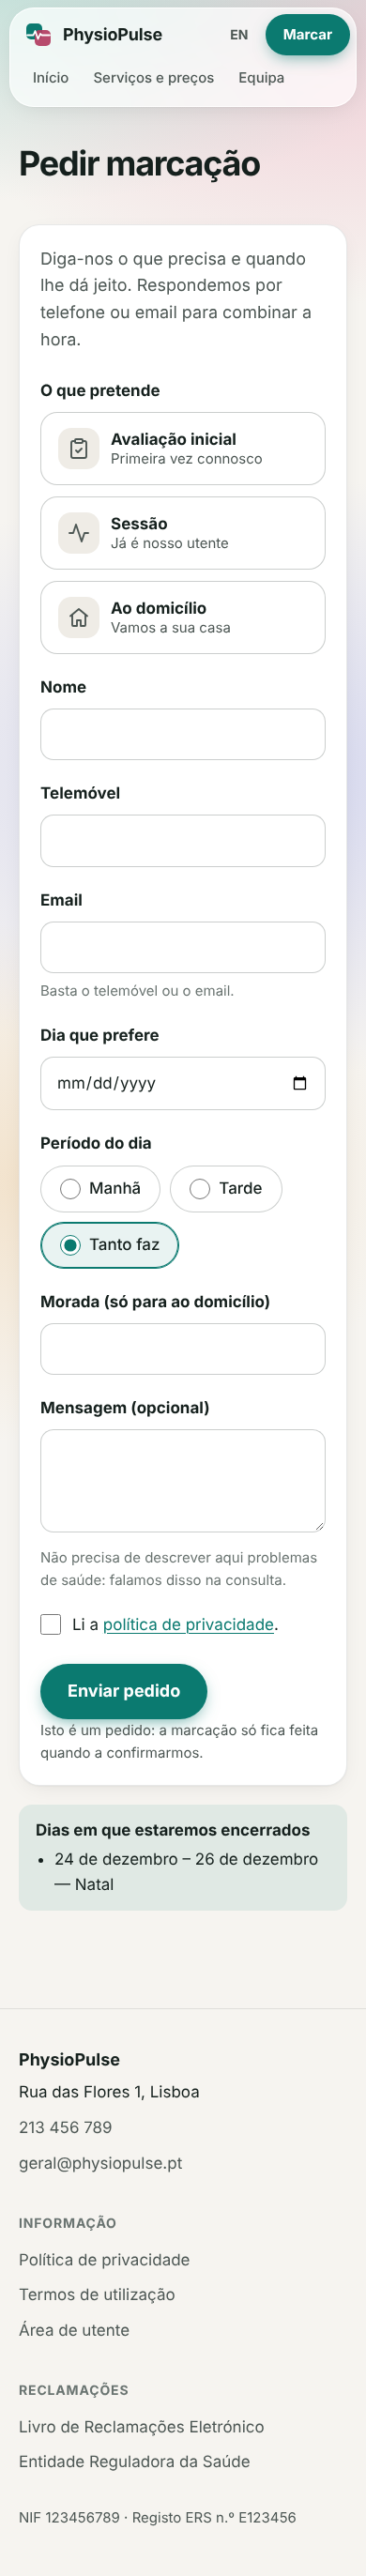 PhysioPulse
EN
Marcar
Início
Serviços e preços
Equipa
Pedir marcação
Diga-nos o que precisa e quando
lhe dá jeito. Respondemos por
telefone ou email para combinar a
hora.
O que pretende
Avaliação inicial
Primeira vez connosco
Sessão
Já é nosso utente
Ao domicílio
Vamos a sua casa
Nome
Telemóvel
Email
Basta o telemóvel ou o email.
Dia que prefere
mm/dd/yyyy
Período do dia
Manhã
Tarde
Tanto faz
Morada (só para ao domicílio)
Mensagem (opcional)
Não precisa de descrever aqui problemas
de saúde: falamos disso na consulta.
Li a política de privacidade.
Enviar pedido
Isto é um pedido: a marcação só fica feita
quando a confirmarmos.
Dias em que estaremos encerrados
• 24 de dezembro – 26 de dezembro
— Natal
PhysioPulse
Rua das Flores 1, Lisboa
213 456 789
geral@physiopulse.pt
INFORMAÇÃO
Política de privacidade
Termos de utilização
Área de utente
RECLAMAÇÕES
Livro de Reclamações Eletrónico
Entidade Reguladora da Saúde
NIF 123456789 · Registo ERS n.º E123456